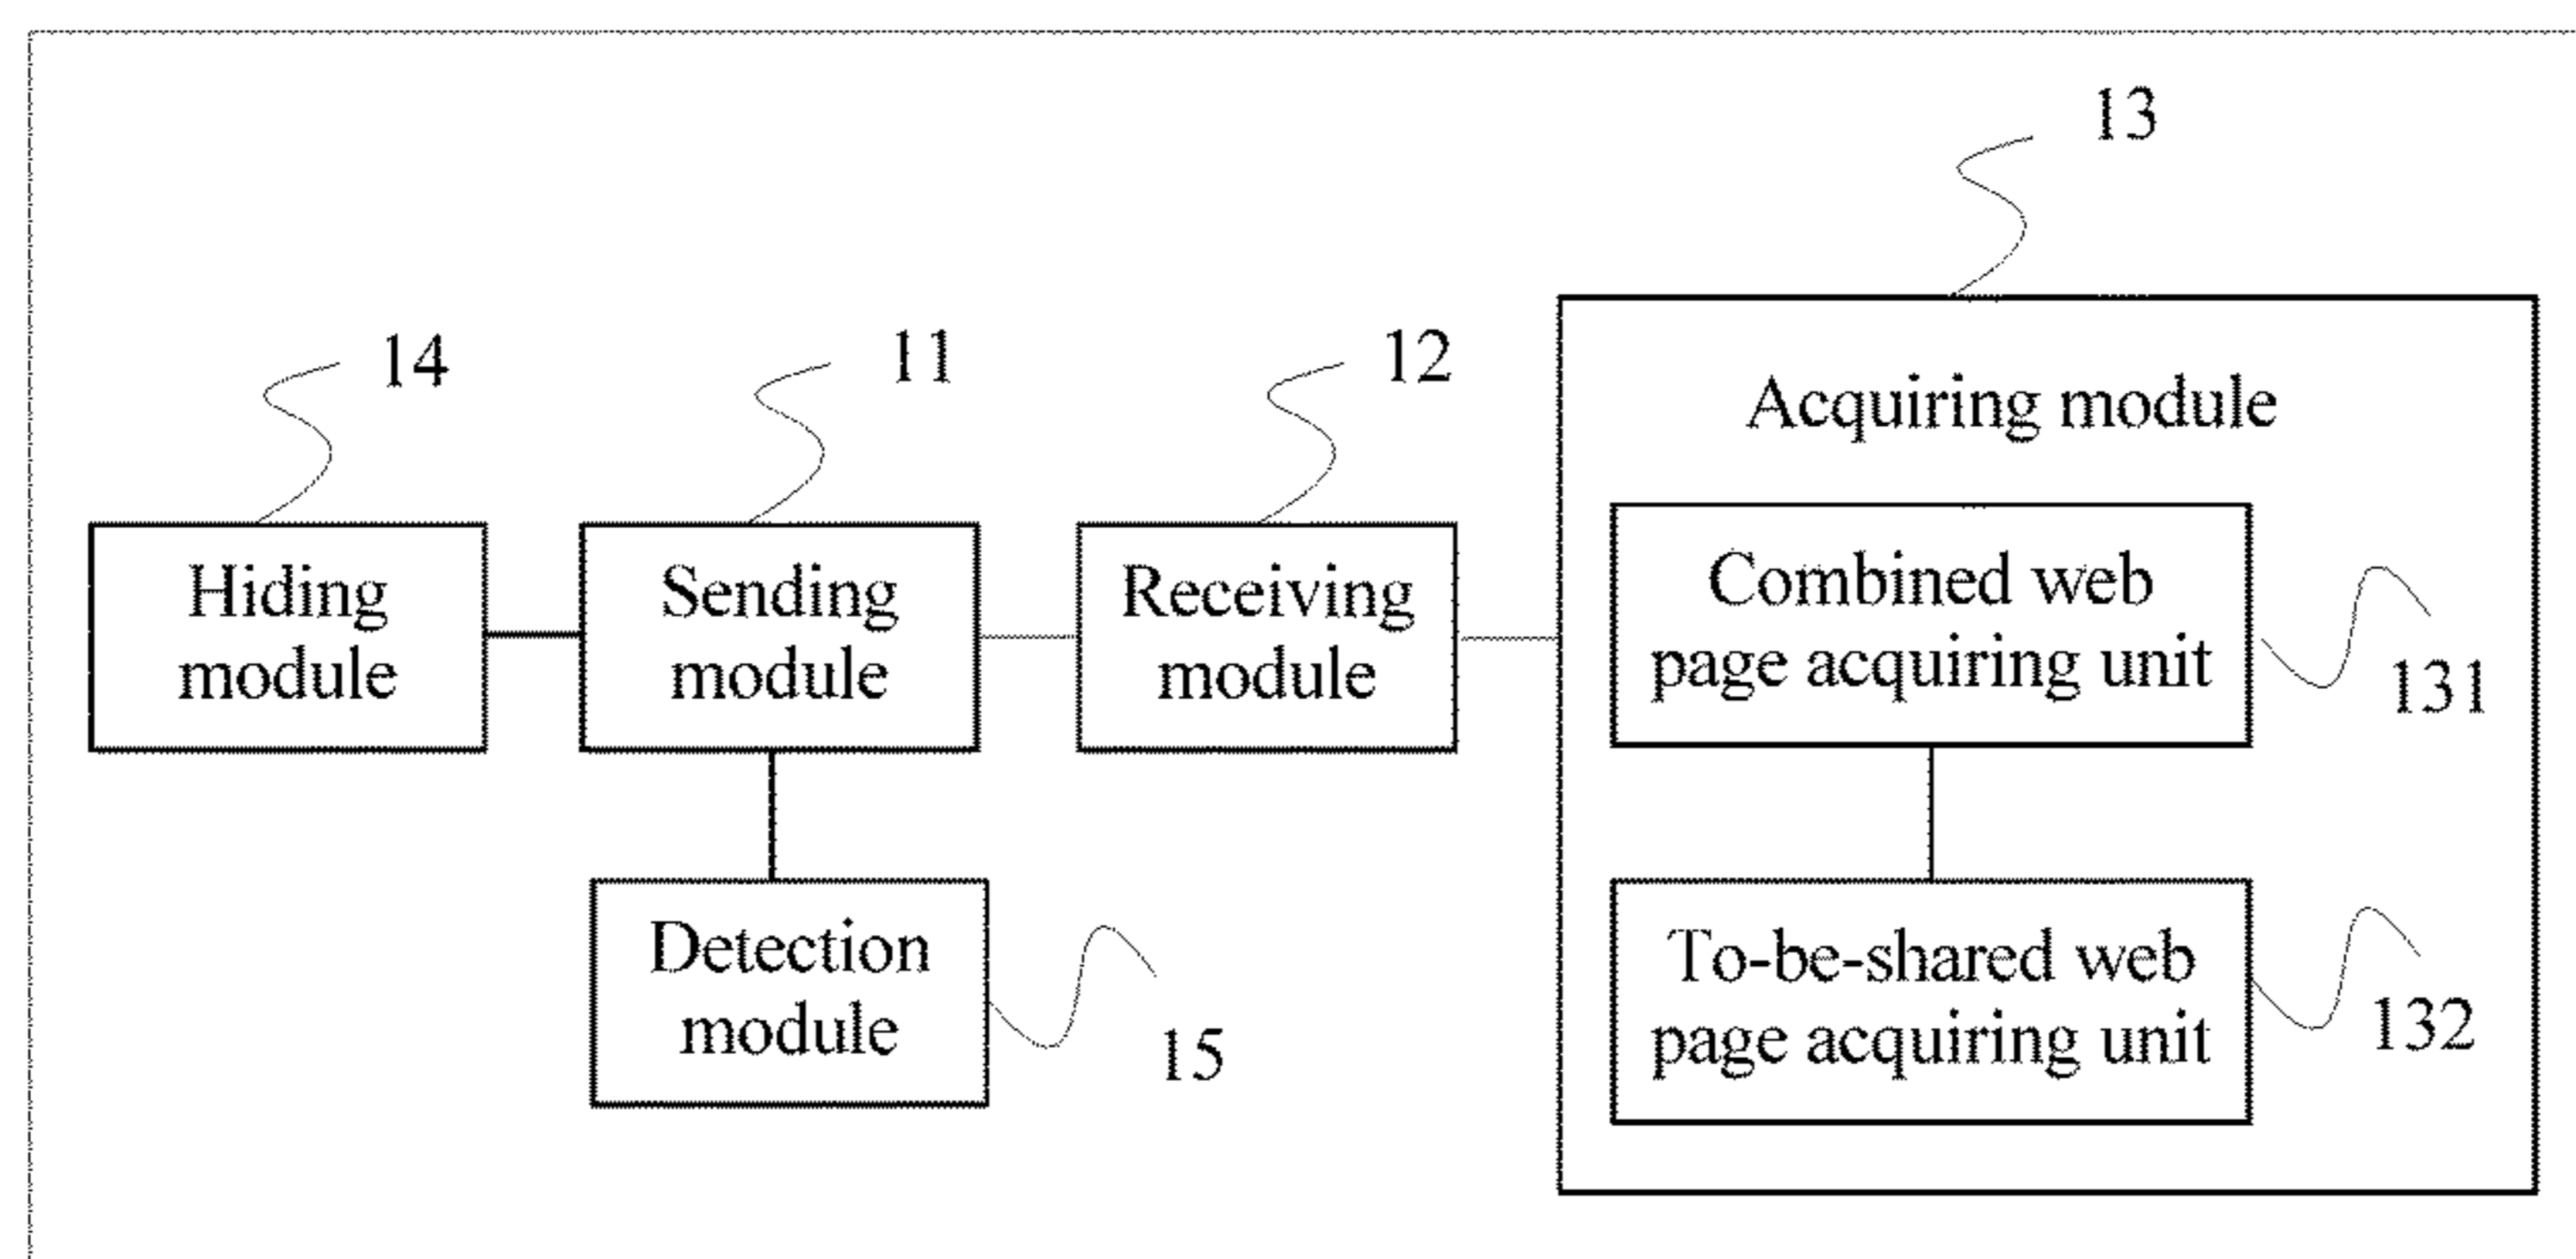 13
14
11
12
Acquiring module
Hiding
module
Sending
module
Receiving
module
Combined web
page acquiring unit
131
Detection
module
15
To-be-shared web
page acquiring unit
132